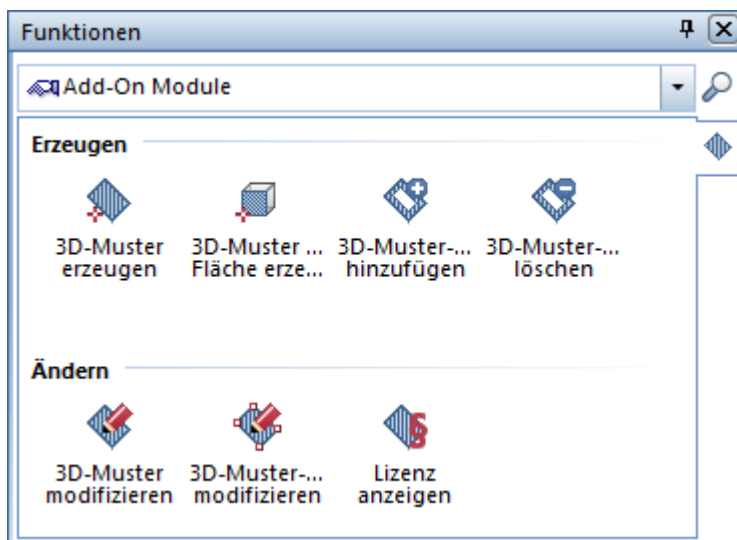 Funktionen
Add-On Module
Erzeugen
3D-Muster erzeugen
3D-Muster ... Fläche erze...
3D-Muster-... hinzufügen
3D-Muster-... löschen
Ändern
3D-Muster modifizieren
3D-Muster-... modifizieren
Lizenz anzeigen